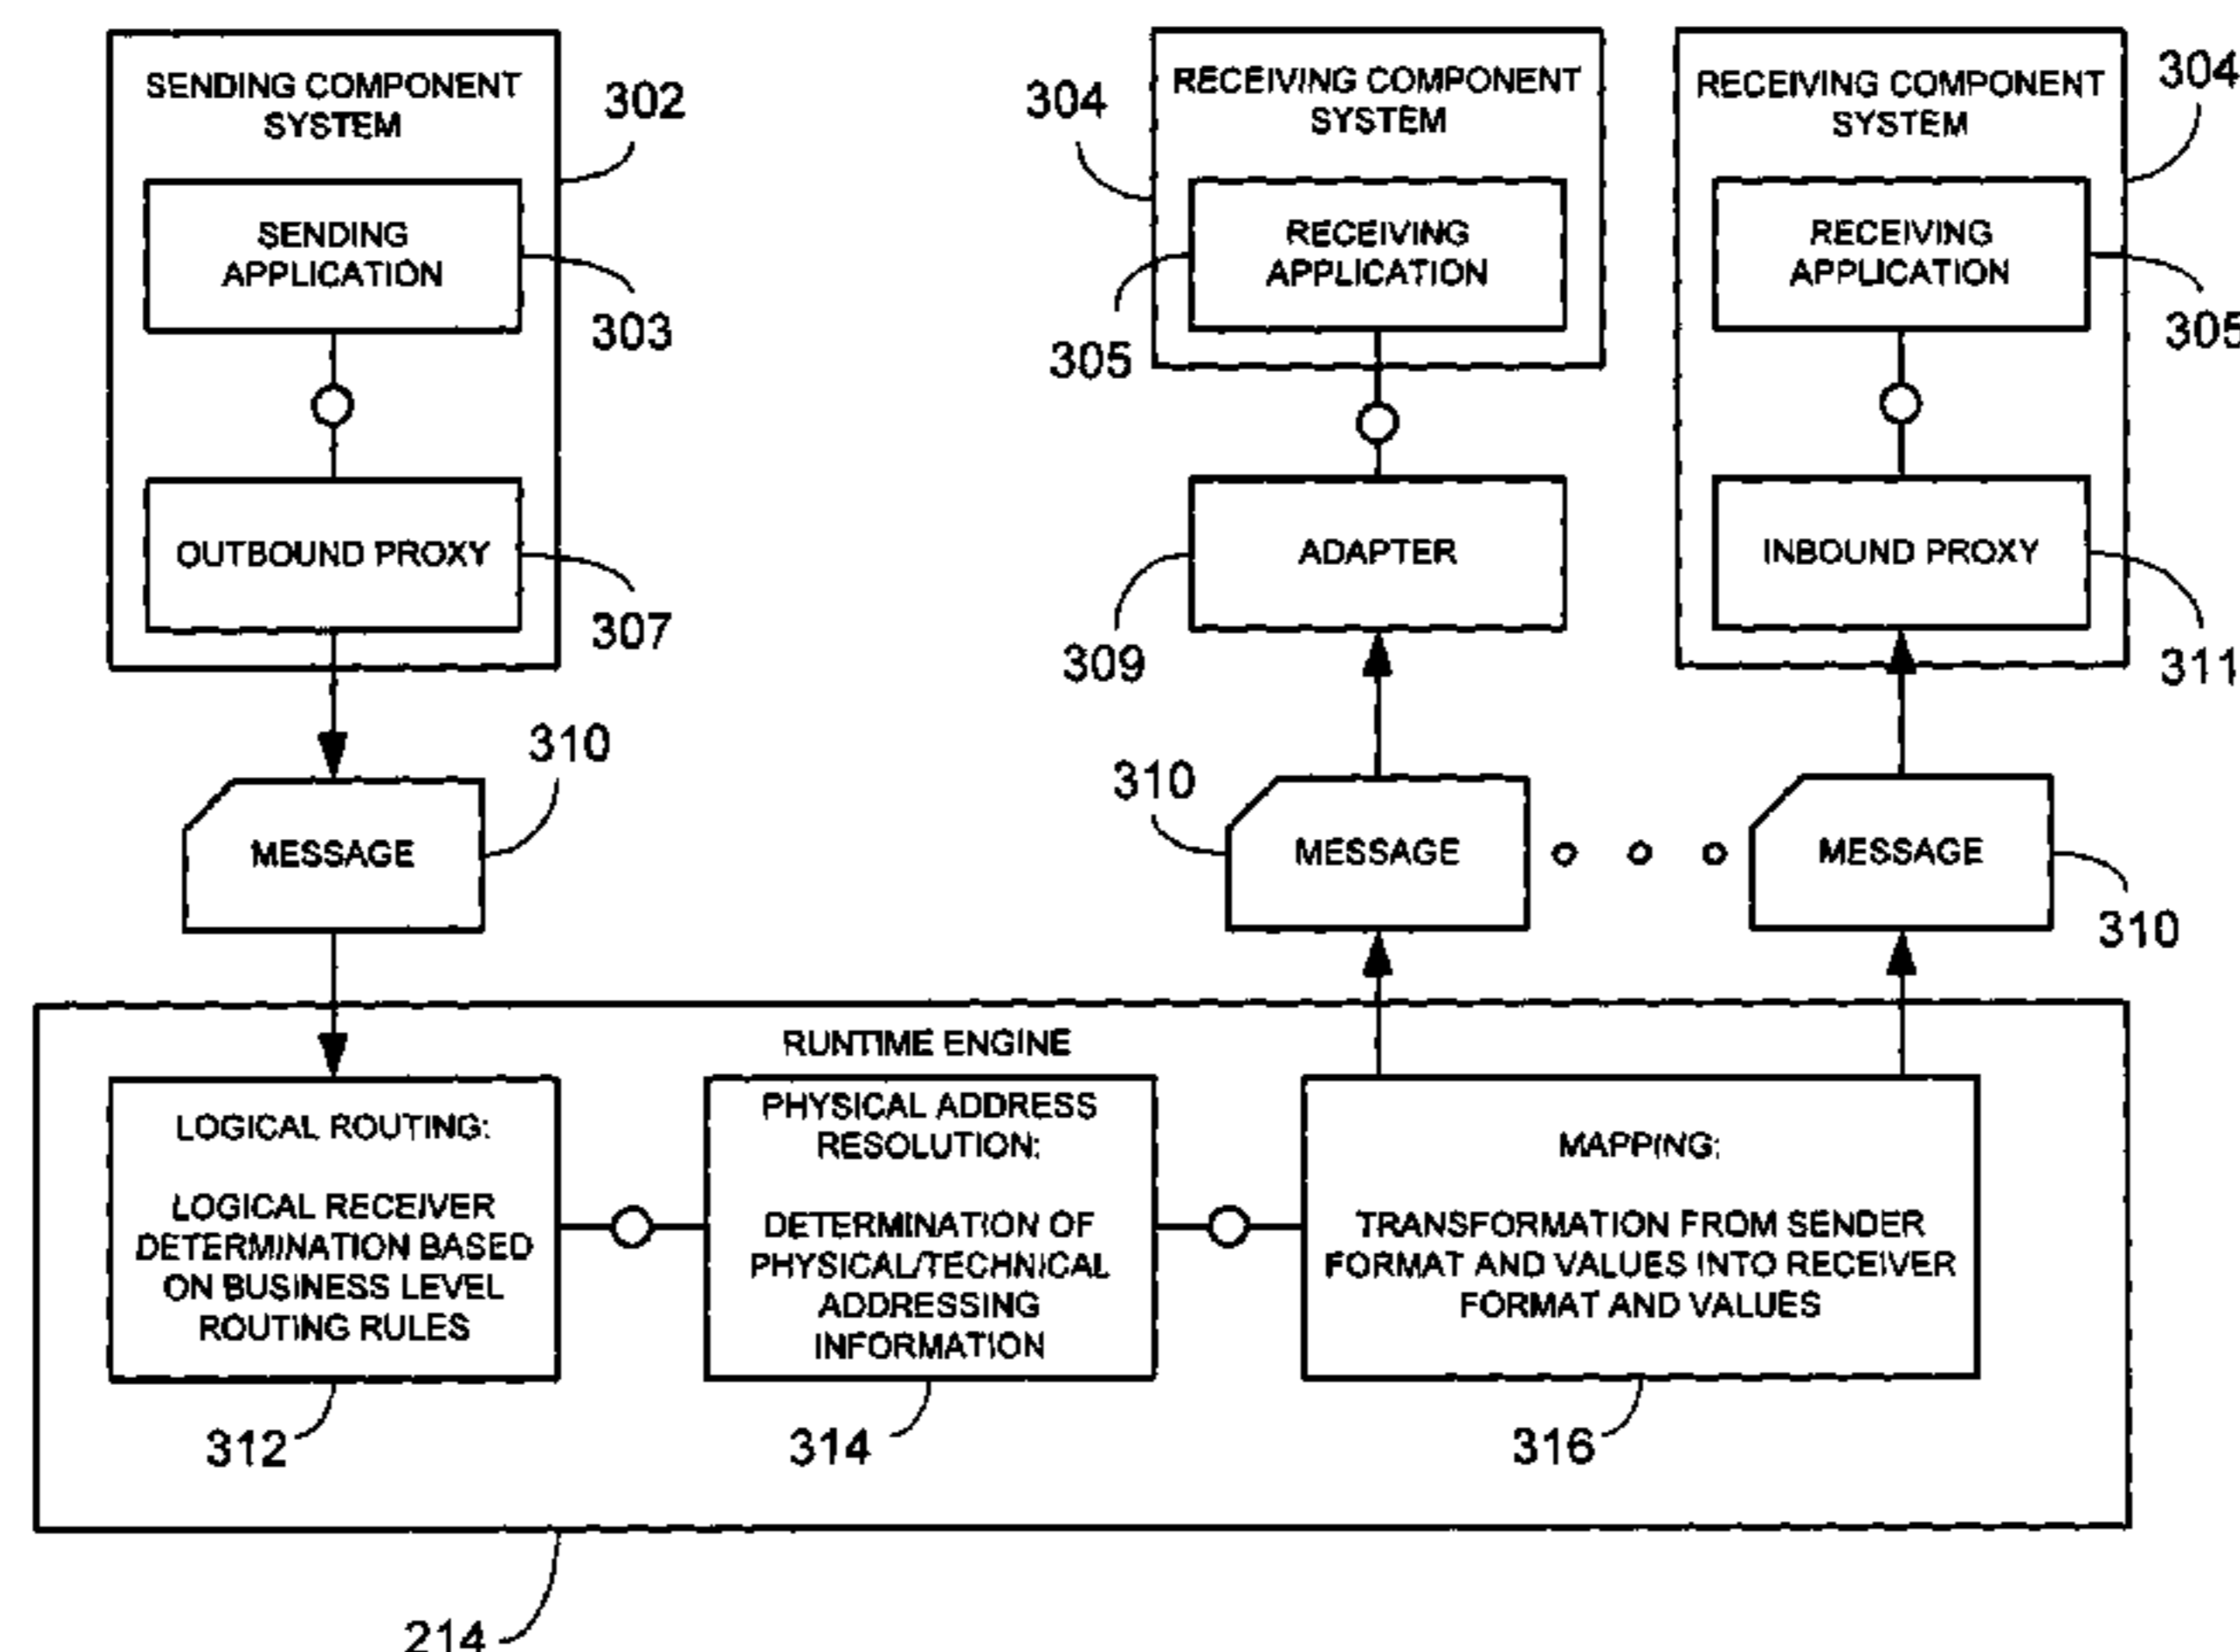 SENDING COMPONENT
SYSTEM
302
SENDING
APPLICATION
303
OUTBOUND PROXY
307
310
MESSAGE
RECEIVING COMPONENT
SYSTEM
304
RECEIVING
APPLICATION
305
ADAPTER
309
310
MESSAGE
RECEIVING COMPONENT
SYSTEM
304
RECEIVING
APPLICATION
305
INBOUND PROXY
311
MESSAGE
310
RUNTIME ENGINE
LOGICAL ROUTING:
LOGICAL RECEIVER
DETERMINATION BASED
ON BUSINESS LEVEL
ROUTING RULES
312
PHYSICAL ADDRESS
RESOLUTION:
DETERMINATION OF
PHYSICAL/TECHNICAL
ADDRESSING
INFORMATION
314
MAPPING:
TRANSFORMATION FROM SENDER
FORMAT AND VALUES INTO RECEIVER
FORMAT AND VALUES
316
214